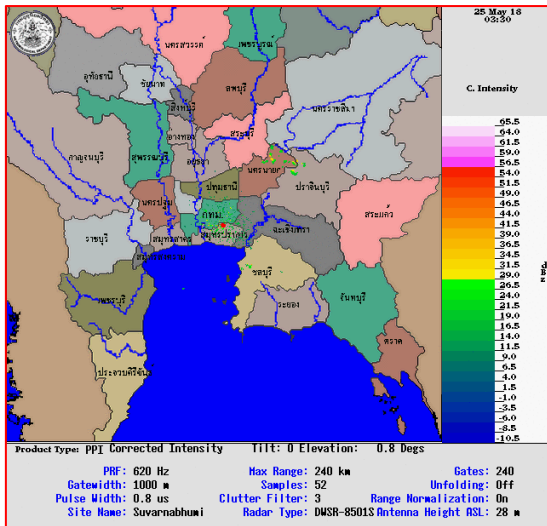 25 May 18
03:30
C. Intensity
65.5
64.0
61.5
59.0
56.5
54.0
51.5
49.0
46.5
44.0
41.5
39.0
36.5
34.0
31.5
29.0
26.5
24.0
21.5
19.0
16.5
14.0
11.5
9.0
6.5
4.0
1.5
-1.0
-3.5
-6.0
-8.5
-10.5
นครสวรรค์
เพชรบูรณ์
อุทัยธานี
ชัยนาท
สิงห์บุรี
ลพบุรี
นครราชสีมา
อ่างทอง
สระบุรี
กาญจนบุรี
สุพรรณบุรี
อยุธยา
นครนายก
ปราจีนบุรี
ปทุมธานี
นครปฐม
กทม.
สระแก้ว
ราชบุรี
สมุทรสาคร
สมุทรปราการ
ฉะเชิงเทรา
สมุทรสงคราม
ชลบุรี
เพชรบุรี
ระยอง
จันทบุรี
ตราด
ประจวบคีรีขันธ์
Product Type: PPI Corrected Intensity Tilt: 0 Elevation: 0.8 Degs
PRF: 620 Hz Max Range: 240 km Gates: 240
Gatewidth: 1000 m Samples: 52 Unfolding: Off
Pulse Width: 0.8 us Clutter Filter: 3 Range Normalization: On
Site Name: Suvarnabhumi Radar Type: DWSR-8501S Antenna Height ASL: 28 m